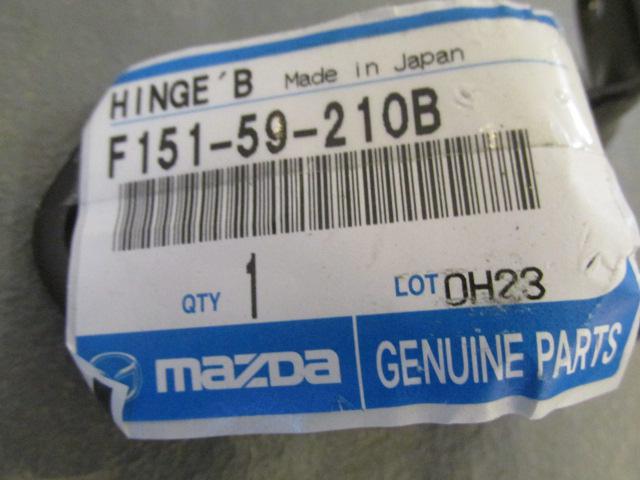 HINGE'B Made in Japan
F151-59-210B
QTY 1 LOT 0H23
mazda GENUINE PARTS